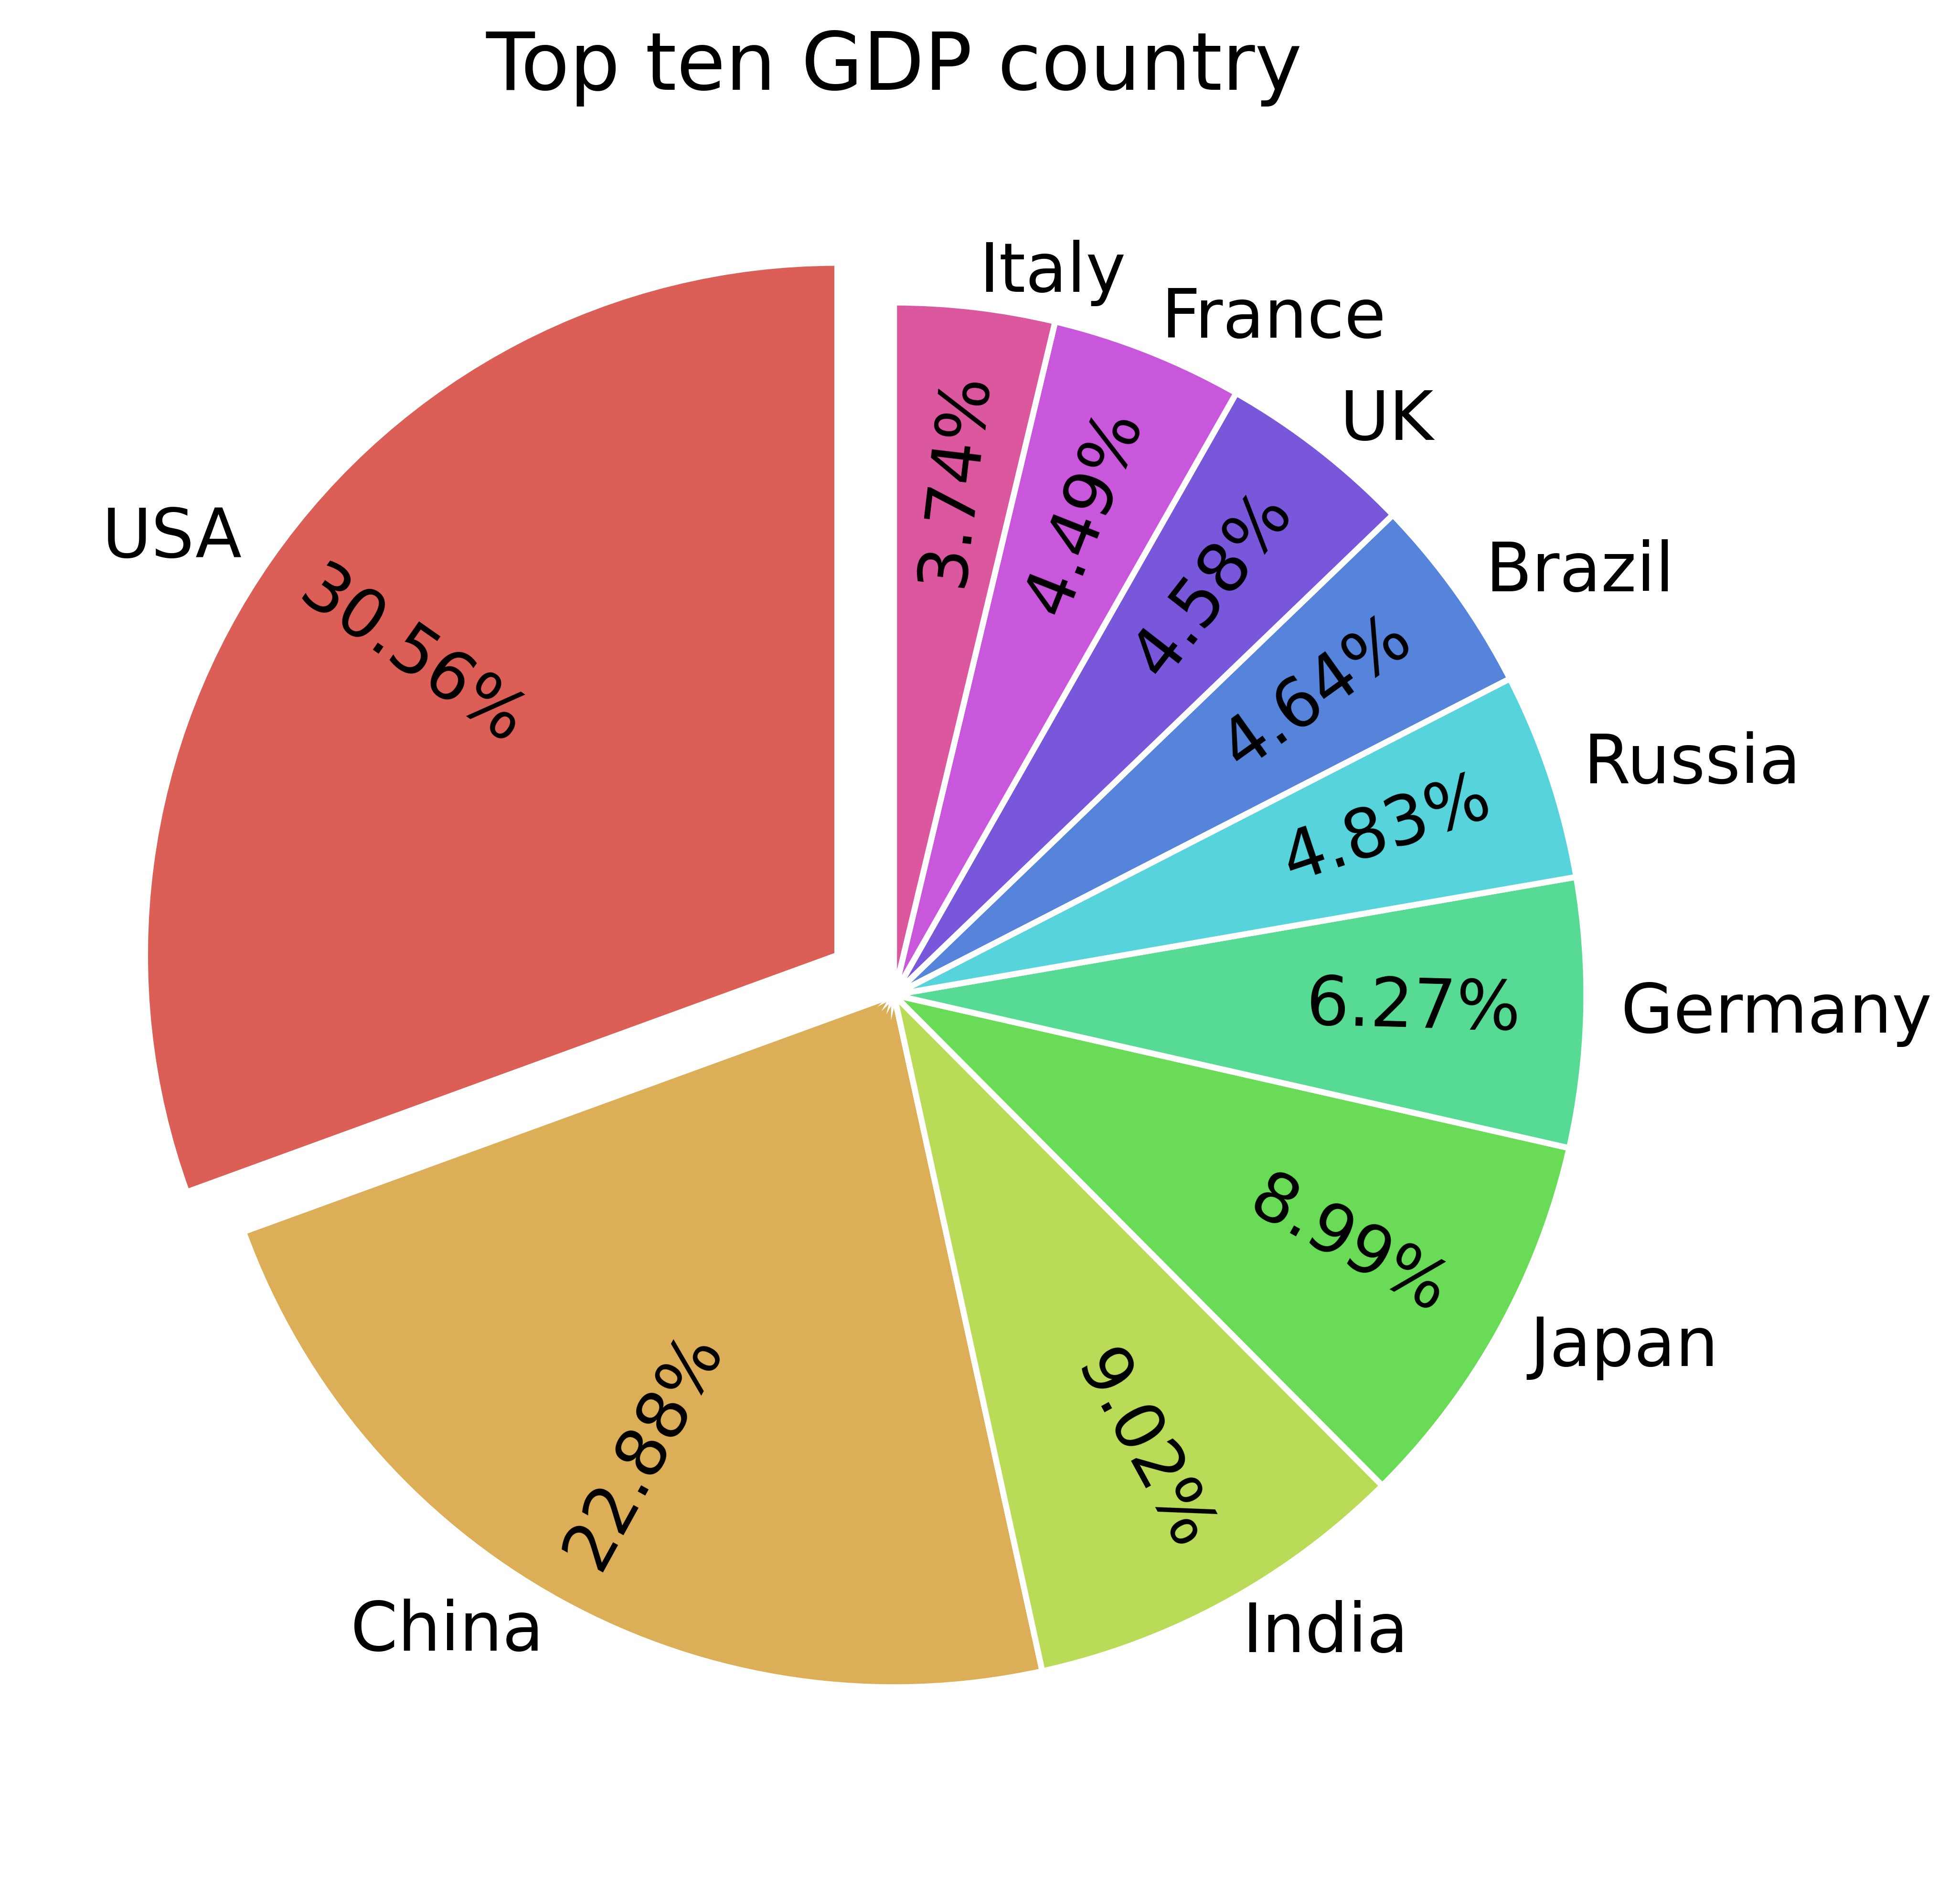 Top ten GDP country
Italy
3.74%
France
4.49%
UK
4.58%
Brazil
4.64%
Russia
4.83%
Germany
6.27%
Japan
8.99%
India
9.02%
China
22.88%
USA
30.56%